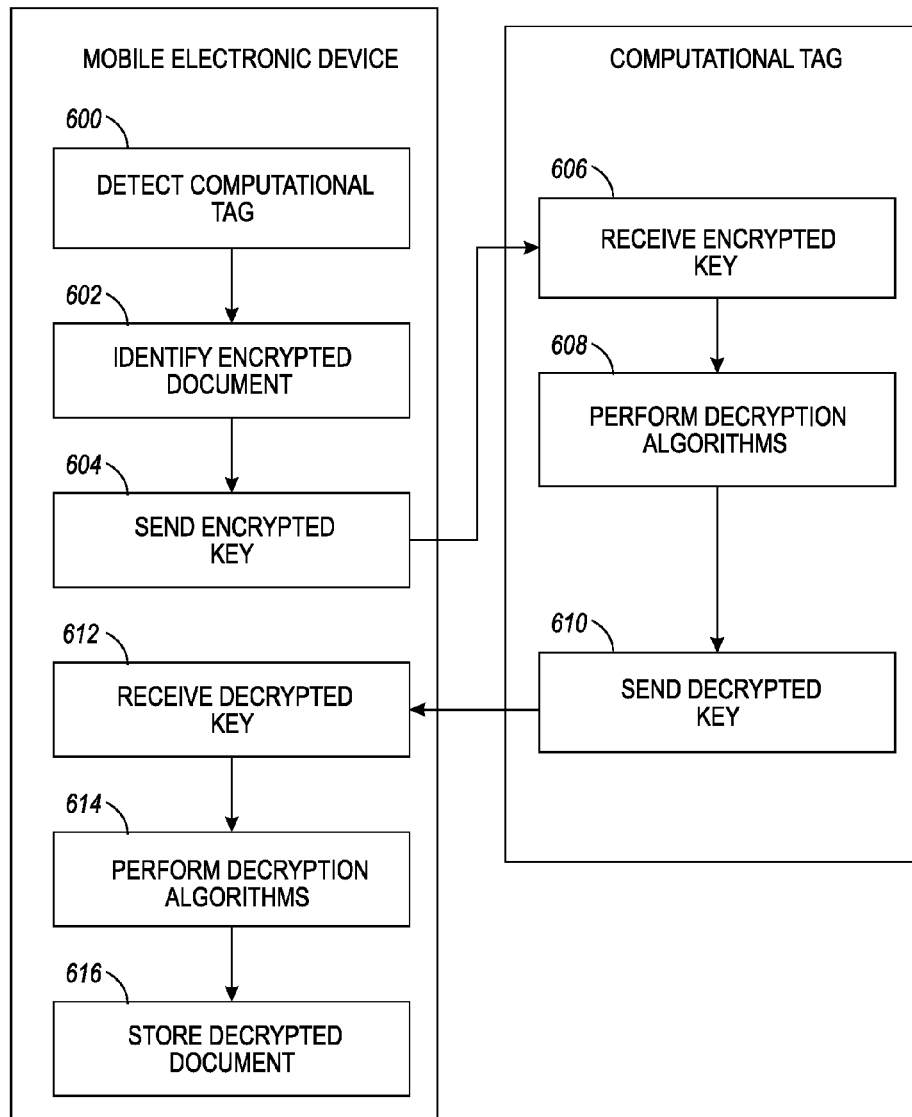 MOBILE ELECTRONIC DEVICE
600
DETECT COMPUTATIONAL
TAG
602
IDENTIFY ENCRYPTED
DOCUMENT
604
SEND ENCRYPTED
KEY
612
RECEIVE DECRYPTED
KEY
614
PERFORM DECRYPTION
ALGORITHMS
616
STORE DECRYPTED
DOCUMENT
COMPUTATIONAL TAG
606
RECEIVE ENCRYPTED
KEY
608
PERFORM DECRYPTION
ALGORITHMS
610
SEND DECRYPTED
KEY